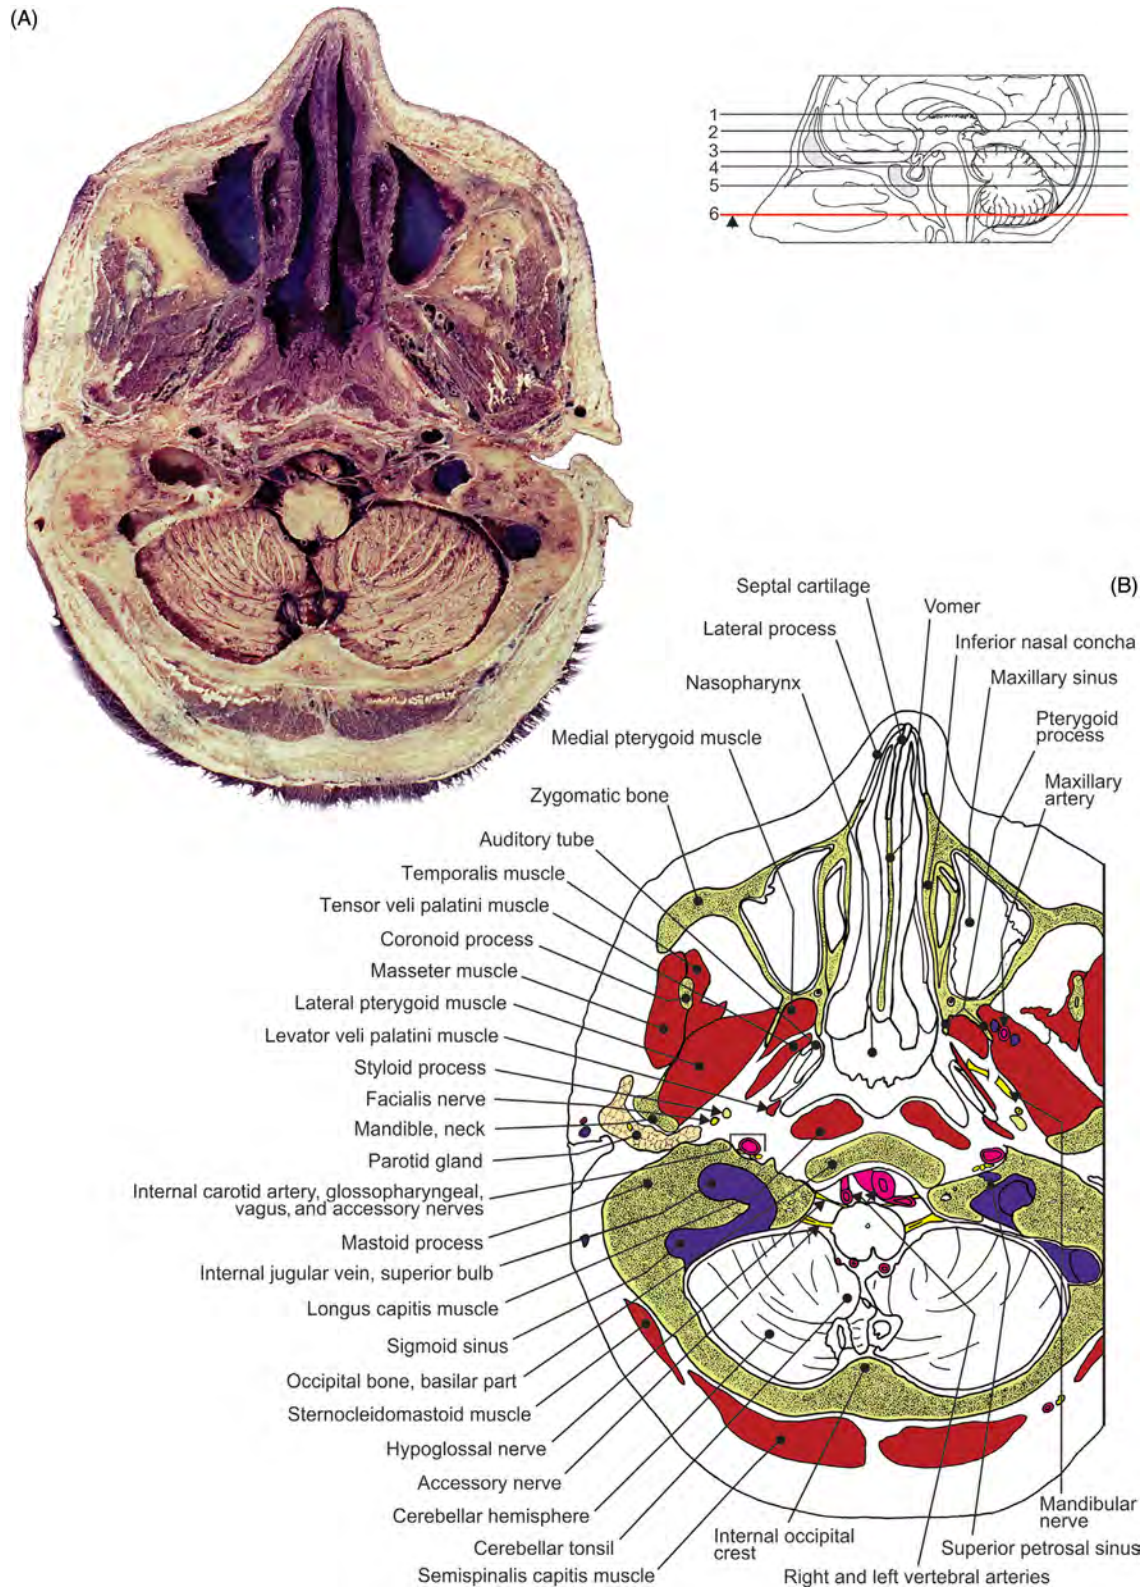 (A)
1
2
3
4
5
6
(B)
Septal cartilage
Vomer
Lateral process
Inferior nasal concha
Nasopharynx
Maxillary sinus
Medial pterygoid muscle
Pterygoid
process
Zygomatic bone
Maxillary
artery
Auditory tube
Temporalis muscle
Tensor veli palatini muscle
Coronoid process
Masseter muscle
Lateral pterygoid muscle
Levator veli palatini muscle
Styloid process
Facialis nerve
Mandible, neck
Parotid gland
Internal carotid artery, glossopharyngeal,
vagus, and accessory nerves
Mastoid process
Internal jugular vein, superior bulb
Longus capitis muscle
Sigmoid sinus
Occipital bone, basilar part
Sternocleidomastoid muscle
Hypoglossal nerve
Accessory nerve
Cerebellar hemisphere
Cerebellar tonsil
Semispinalis capitis muscle
Internal occipital
crest
Mandibular
nerve
Superior petrosal sinus
Right and left vertebral arteries